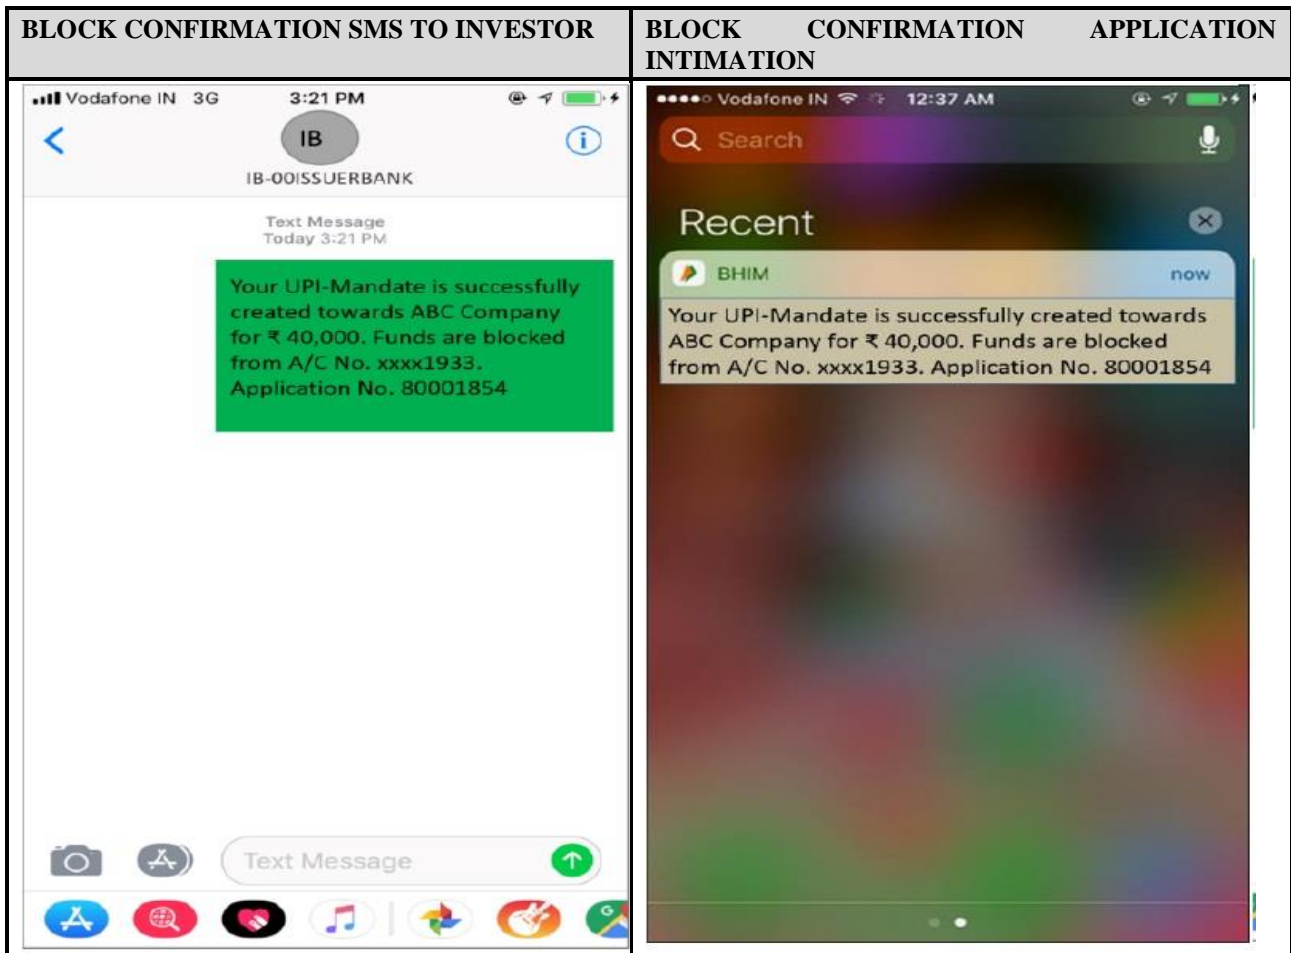 BLOCK CONFIRMATION SMS TO INVESTOR
BLOCK CONFIRMATION APPLICATION
INTIMATION
Vodafone IN 3G 3:21 PM
IB
i
IB-00ISSUERBANK
Text Message
Today 3:21 PM
Your UPI-Mandate is successfully
created towards ABC Company
for ₹ 40,000. Funds are blocked
from A/C No. xxxx1933.
Application No. 80001854
Text Message
G
Vodafone IN 12:37 AM
Search
Recent
BHIM now
Your UPI-Mandate is successfully created towards
ABC Company for ₹ 40,000. Funds are blocked
from A/C No. xxxx1933. Application No. 80001854